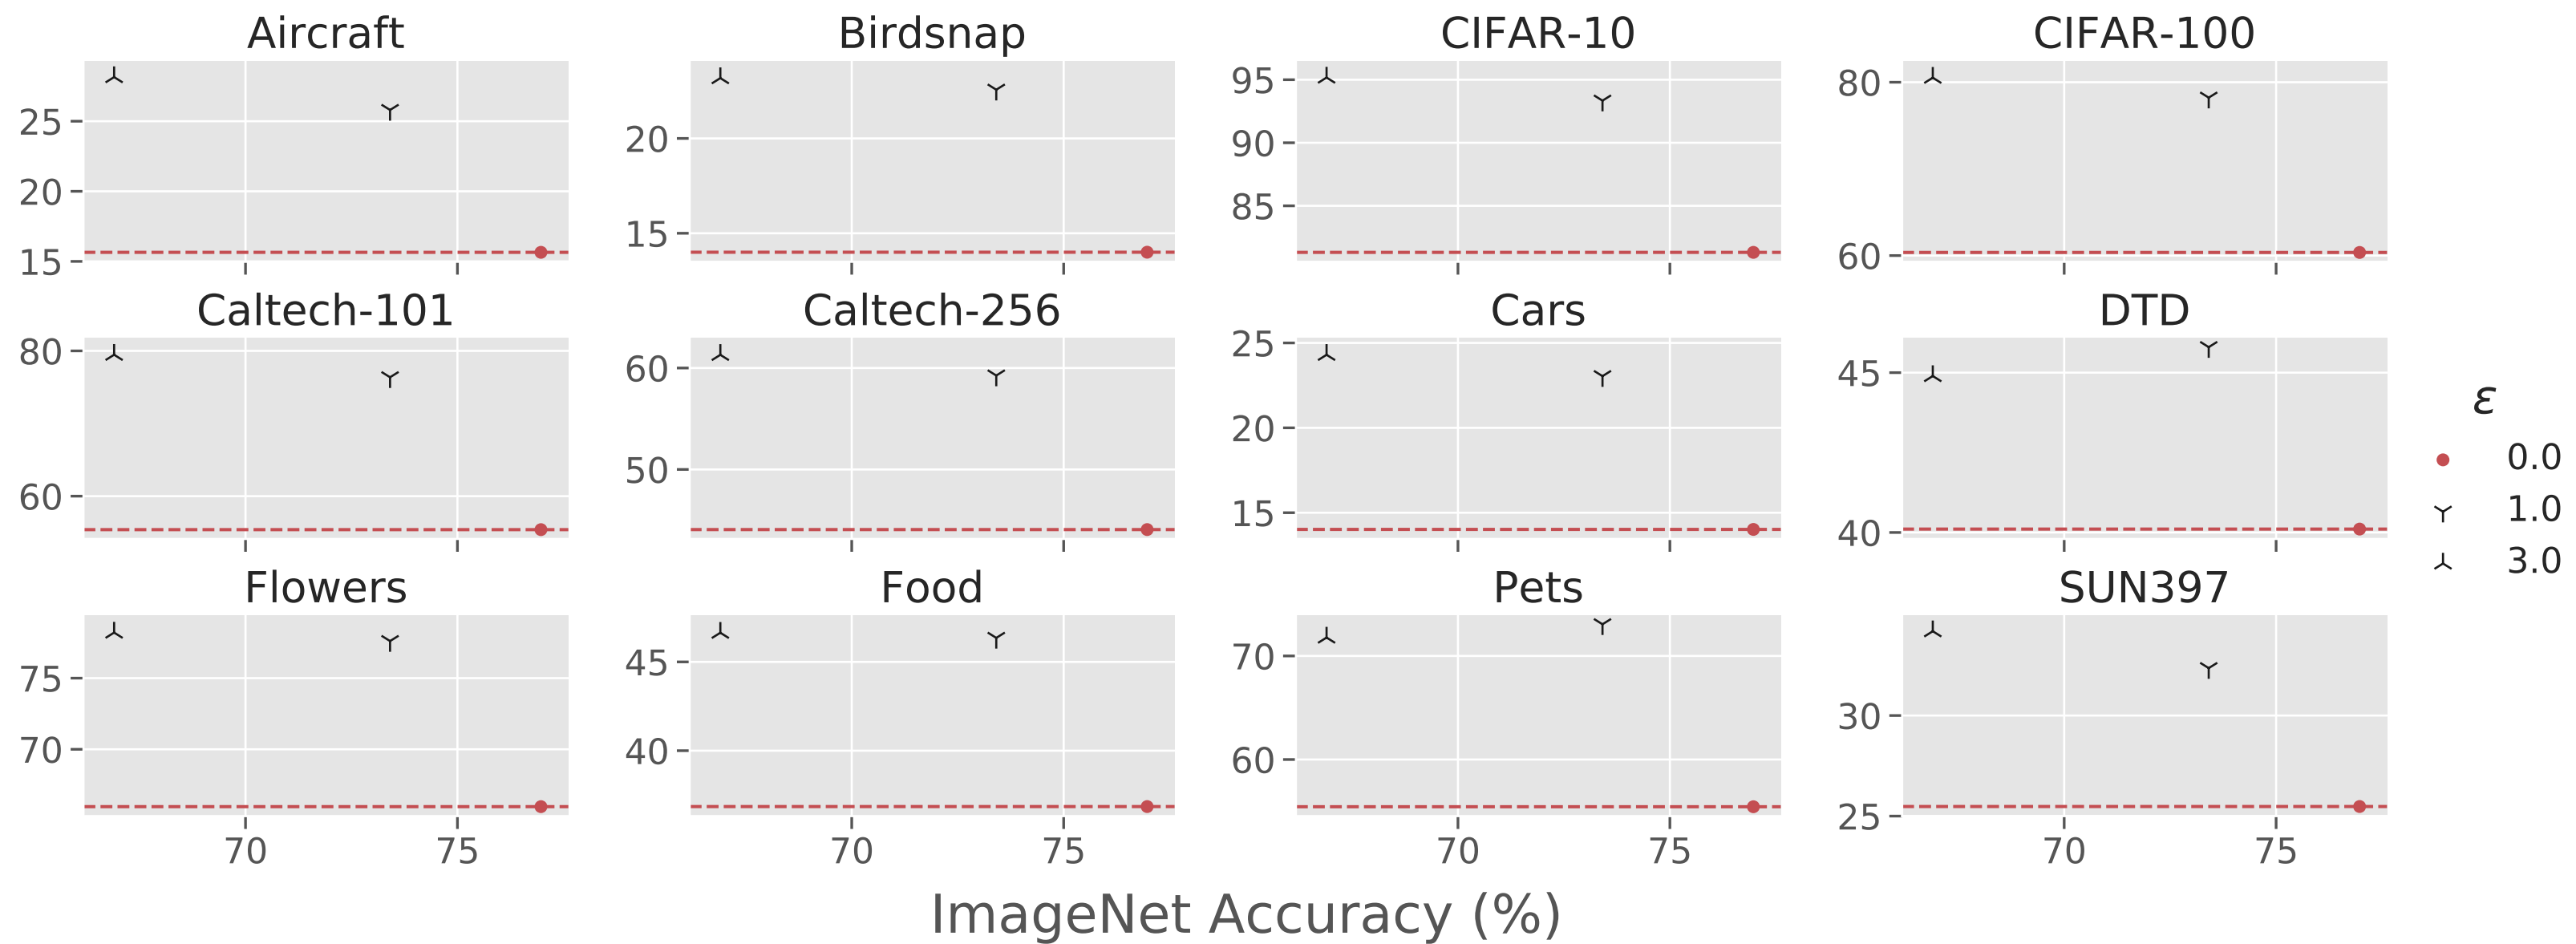 Aircraft
25
20
15
Birdsnap
20
15
CIFAR-10
95
90
85
CIFAR-100
80
60
Caltech-101
80
60
Caltech-256
60
50
Cars
25
20
15
DTD
45
40
Flowers
75
70
70 75
Food
45
40
70 75
Pets
70
60
70 75
SUN397
30
25
70 75
ε
0.0
1.0
3.0
ImageNet Accuracy (%)